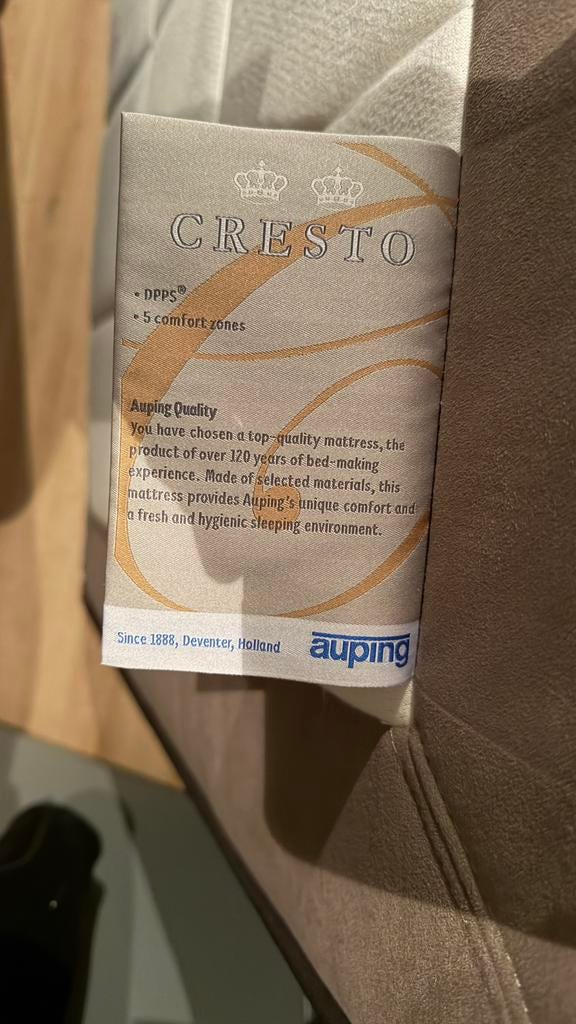 CRESTO
• DPPS®
• 5 comfort zones
Auping Quality
You have chosen a top-quality mattress, the
product of over 120 years of bed-making
experience. Made of selected materials, this
mattress provides Auping's unique comfort and
a fresh and hygienic sleeping environment.
Since 1888, Deventer, Holland
auping